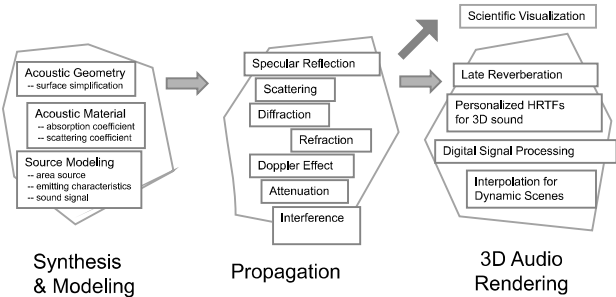 Scientific Visualization
Acoustic Geometry
-- surface simplification
Acoustic Material
-- absorption coefficient
-- scattering coefficient
Source Modeling
-- area source
-- emitting characteristics
-- sound signal
Synthesis
& Modeling
Specular Reflection
Scattering
Diffraction
Refraction
Doppler Effect
Attenuation
Interference
Propagation
Late Reverberation
Personalized HRTFs
for 3D sound
Digital Signal Processing
Interpolation for
Dynamic Scenes
3D Audio
Rendering